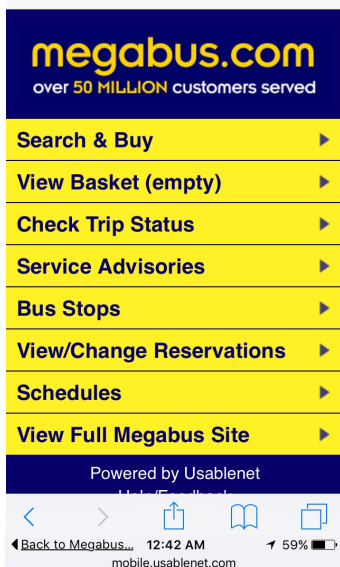 megabus.com
over 50 MILLION customers served
Search & Buy
View Basket (empty)
Check Trip Status
Service Advisories
Bus Stops
View/Change Reservations
Schedules
View Full Megabus Site
Powered by Usablenet
Help/Feedback
Back to Megabus... 12:42 AM 59%
mobile.usablenet.com